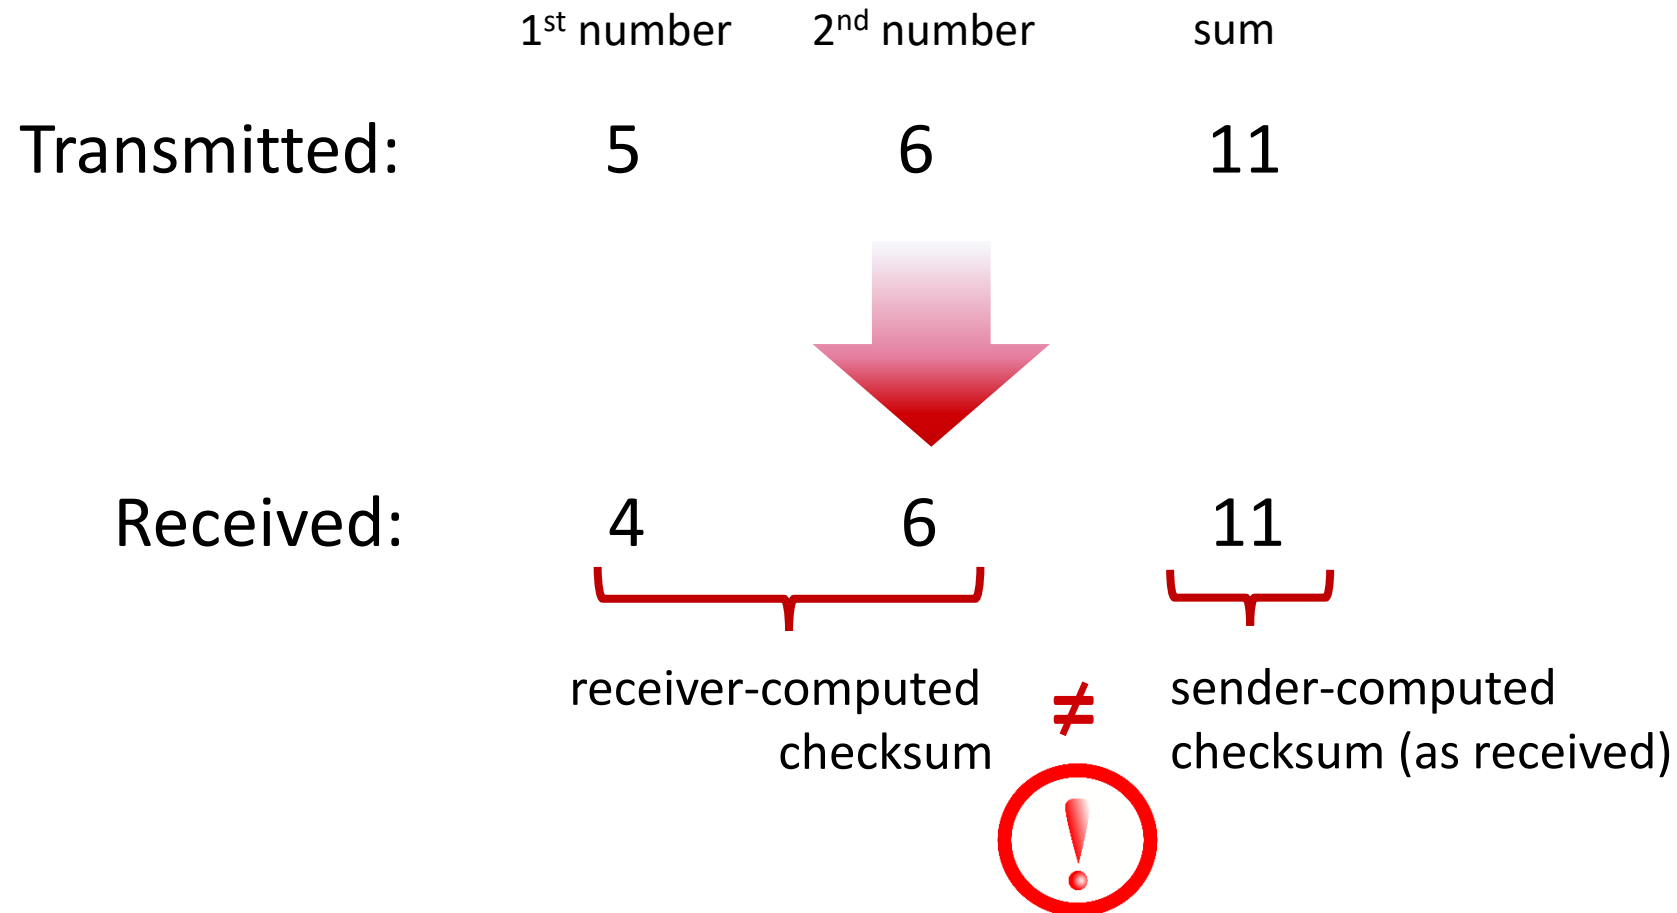 1st number 2nd number sum
Transmitted: 5 6 11
Received: 4 6 11
receiver-computed ≠ sender-computed
checksum checksum (as received)
!